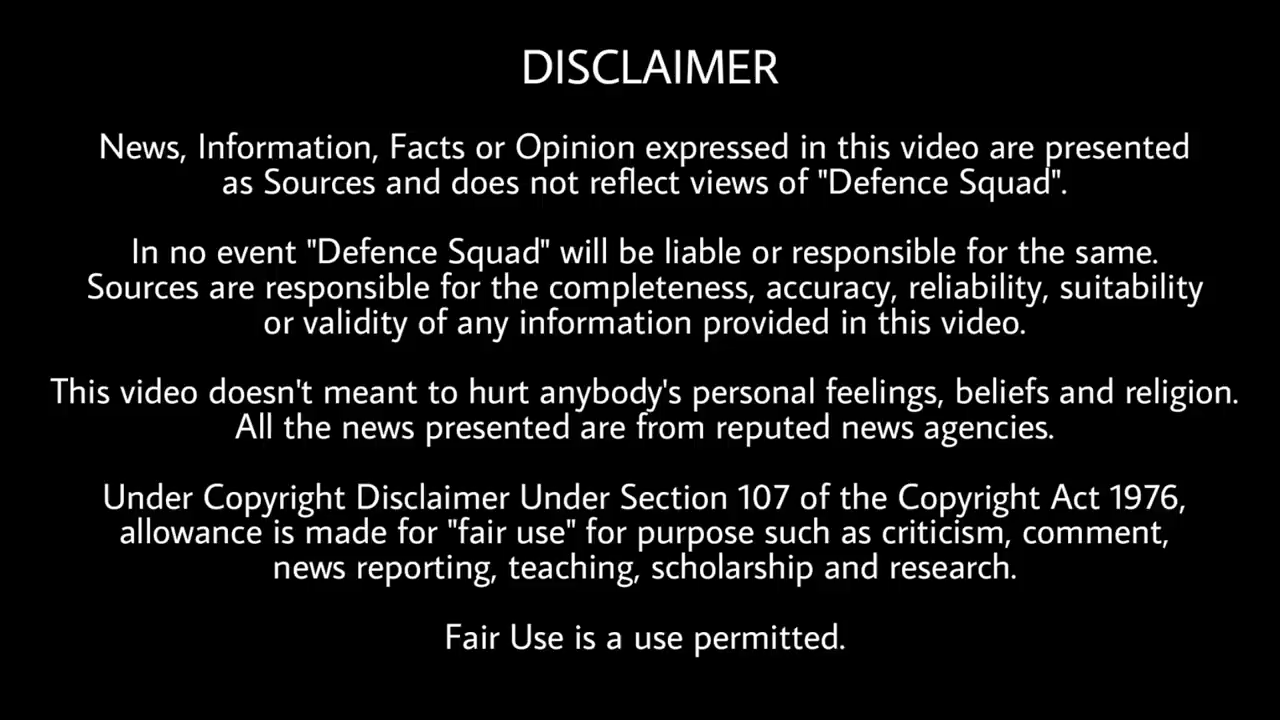 DISCLAIMER
News, Information, Facts or Opinion expressed in this video are presented
as Sources and does not reflect views of "Defence Squad".
In no event "Defence Squad" will be liable or responsible for the same.
Sources are responsible for the completeness, accuracy, reliability, suitability
or validity of any information provided in this video.
This video doesn't meant to hurt anybody's personal feelings, beliefs and religion.
All the news presented are from reputed news agencies.
Under Copyright Disclaimer Under Section 107 of the Copyright Act 1976,
allowance is made for "fair use" for purpose such as criticism, comment,
news reporting, teaching, scholarship and research.
Fair Use is a use permitted.